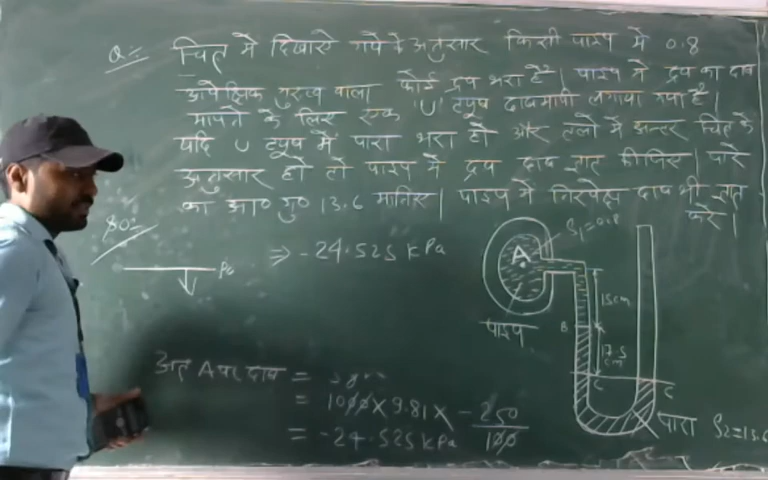 Q:- चित्र में दिखाये गये के अनुसार किसी पाइप में 0.8
आपेक्षिक गुरुत्व वाला कोई द्रव भरा है। पाइप में द्रव का दाब
मापने के लिए एक 'U' ट्यूब दाबमापी लगाया गया है।
यदि U ट्यूब में पारा भरा हो और तलों में अन्तर चित्र के
अनुसार हो तो पाइप में द्रव दाब ज्ञात कीजिए। पारे
का आ० गु० 13.6 मानिए। पाइप में निरपेक्ष दाब भी ज्ञात
करें।
⇒ -24.525 kPa
S1=0.8
A
15cm
पाइप
B
17.5
cm
C
C
पारा S2=13.6
अतः A पर दाब =
= 1000 X 9.81 X -250/100
= -24.525 kPa